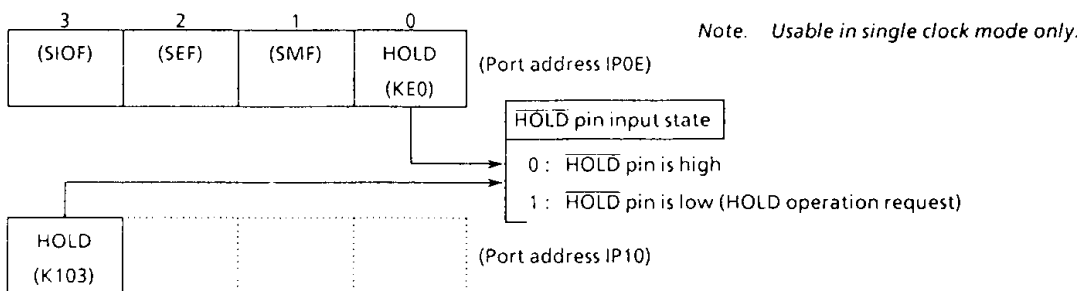 3 2 1 0
Note. Usable in single clock mode only.
(SIOF) (SEF) (SMF) HOLD
(KE0)
(Port address IP0E)
HOLD pin input state
0 : HOLD pin is high
1 : HOLD pin is low (HOLD operation request)
HOLD
(K103)
(Port address IP10)